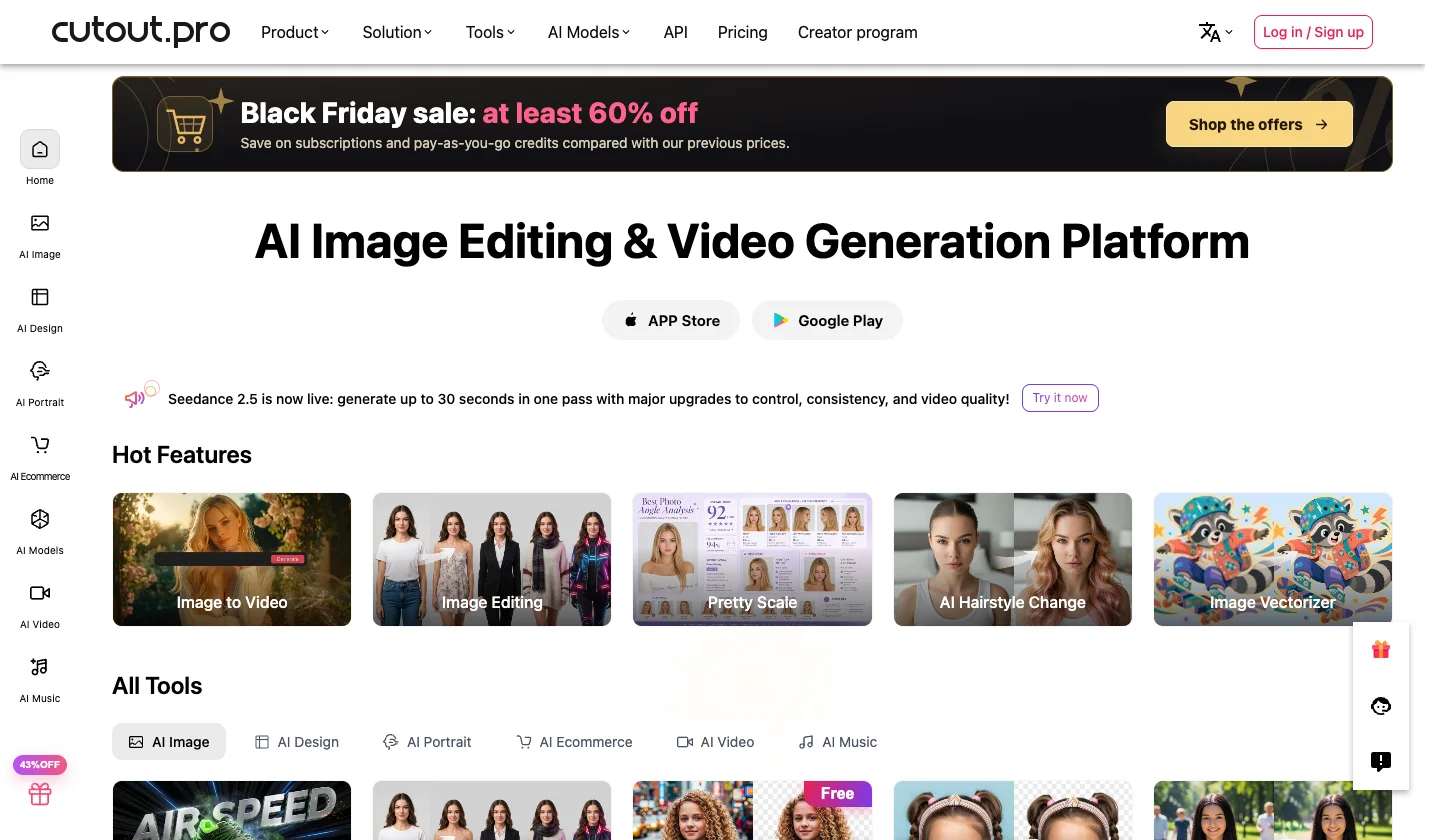 cutout.pro
Product
Solution
Tools
AI Models
API
Pricing
Creator program
Log in / Sign up
Black Friday sale: at least 60% off
Save on subscriptions and pay-as-you-go credits compared with our previous prices.
Shop the offers
Home
AI Image
AI Design
AI Portrait
AI Ecommerce
AI Models
AI Video
AI Music
43%OFF
AI Image Editing & Video Generation Platform
APP Store
Google Play
Seedance 2.5 is now live: generate up to 30 seconds in one pass with major upgrades to control, consistency, and video quality!
Try it now
Hot Features
Generate
Image to Video
Image Editing
Best Photo
Angle Analysis
92
Pretty Scale
AI Hairstyle Change
Image Vectorizer
All Tools
AI Image
AI Design
AI Portrait
AI Ecommerce
AI Video
AI Music
AIR SPEED
Free